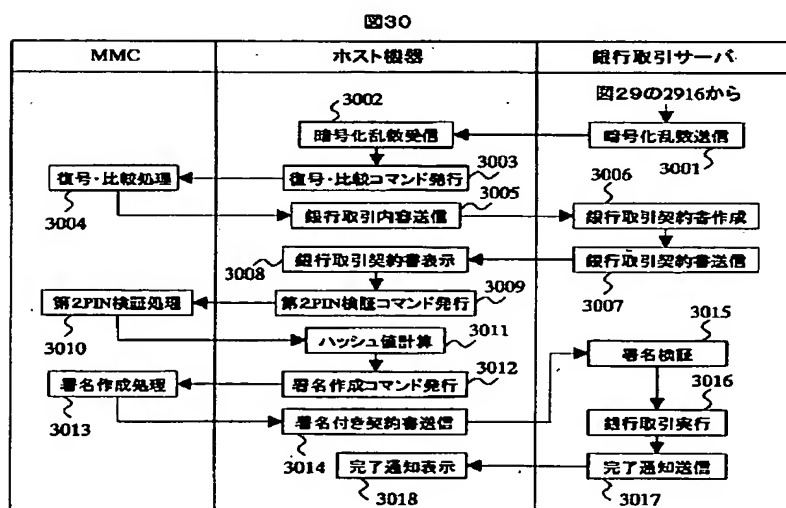 図30
MMC
ホスト機器
銀行取引サーバ
図29の2916から
3002
暗号化乱数受信
暗号化乱数送信
3001
3003
復号・比較処理
復号・比較コマンド発行
3004
3005
3006
銀行取引内容送信
銀行取引契約書作成
3008
銀行取引契約書表示
銀行取引契約書送信
3007
3009
第2PIN検証処理
第2PIN検証コマンド発行
3010
3011
3015
ハッシュ値計算
署名検証
3012
署名作成処理
署名作成コマンド発行
3013
3016
署名付き契約書送信
銀行取引実行
3014
完了通知表示
完了通知送信
3018
3017